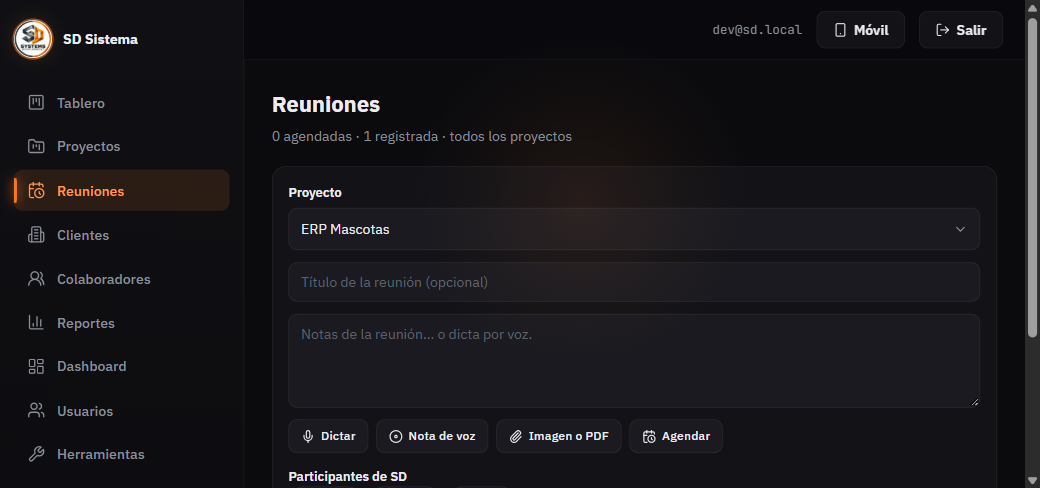 SD
SYSTEMS
SD Sistema
dev@sd.local
Móvil
Salir
Tablero
Proyectos
Reuniones
Clientes
Colaboradores
Reportes
Dashboard
Usuarios
Herramientas
Reuniones
0 agendadas · 1 registrada · todos los proyectos
Proyecto
ERP Mascotas
Título de la reunión (opcional)
Notas de la reunión... o dicta por voz.
Dictar
Nota de voz
Imagen o PDF
Agendar
Participantes de SD